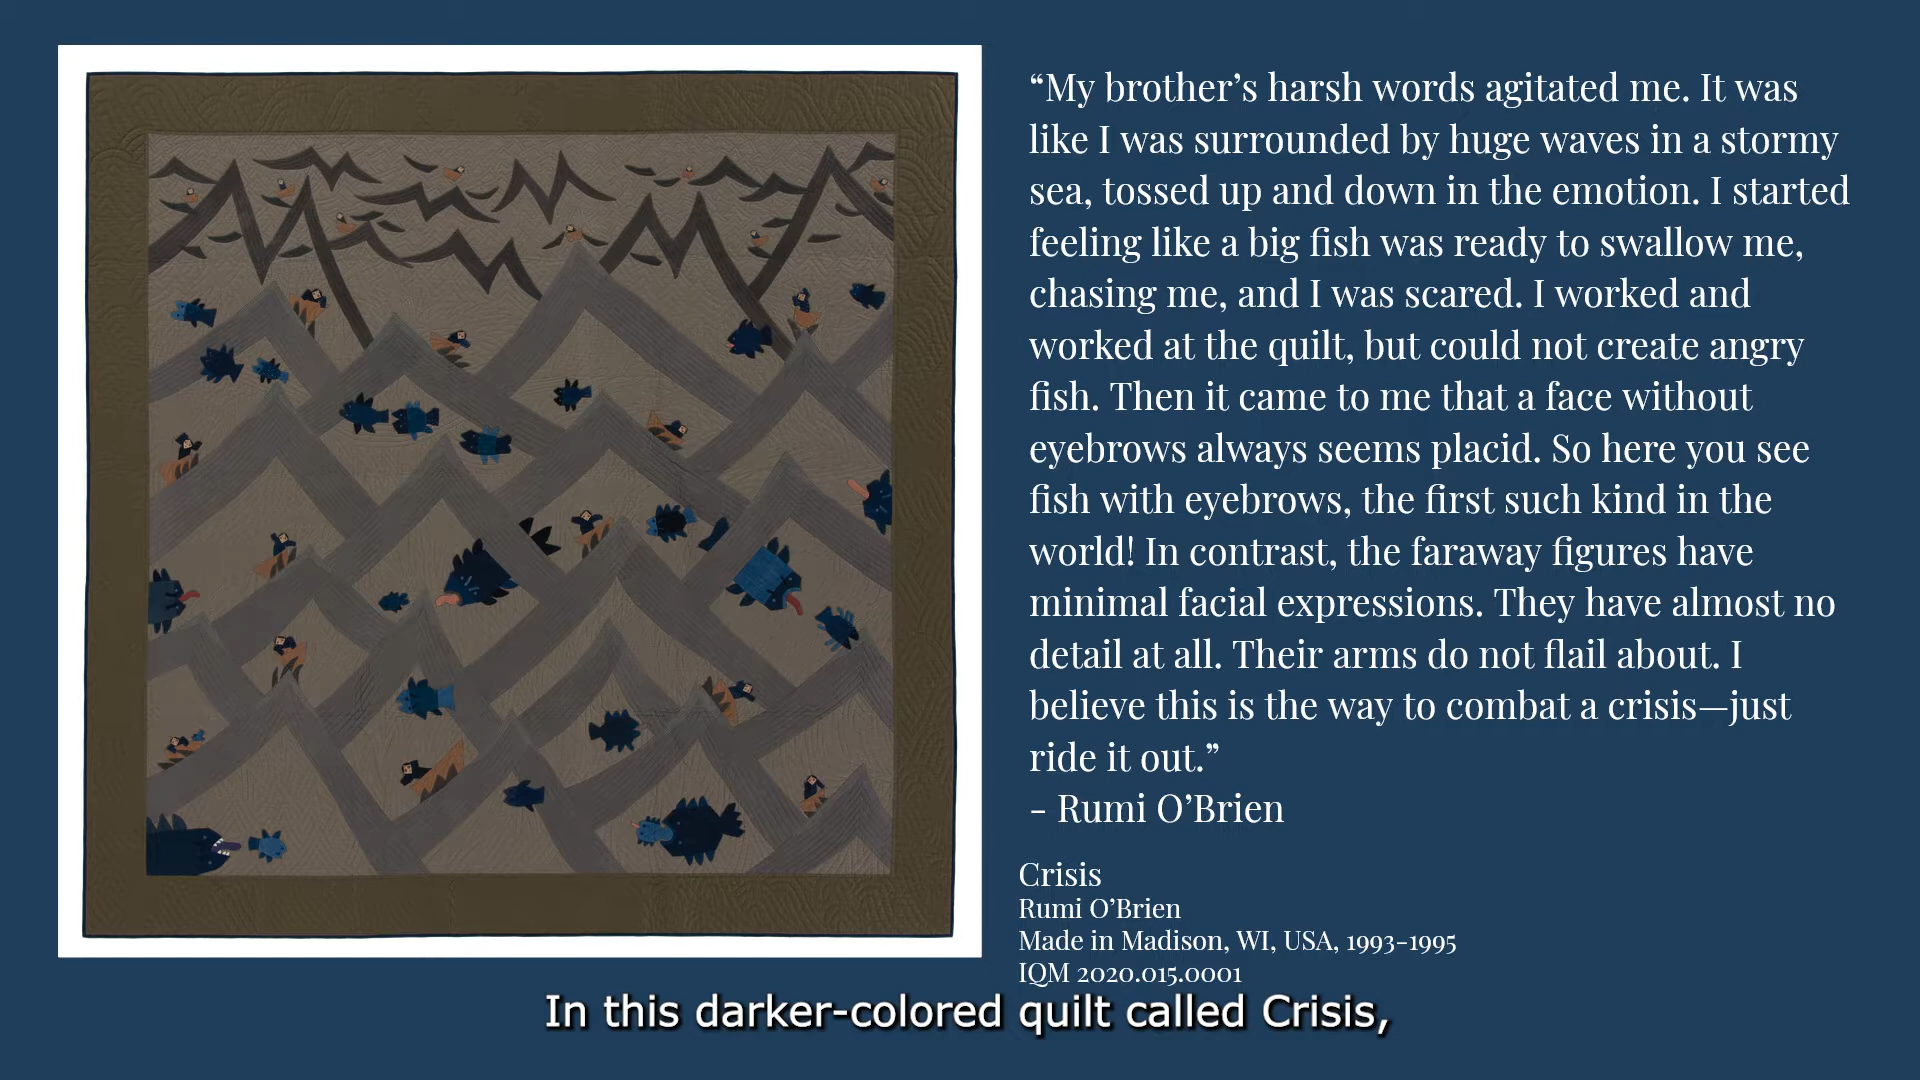 “My brother’s harsh words agitated me. It was
like I was surrounded by huge waves in a stormy
sea, tossed up and down in the emotion. I started
feeling like a big fish was ready to swallow me,
chasing me, and I was scared. I worked and
worked at the quilt, but could not create angry
fish. Then it came to me that a face without
eyebrows always seems placid. So here you see
fish with eyebrows, the first such kind in the
world! In contrast, the faraway figures have
minimal facial expressions. They have almost no
detail at all. Their arms do not flail about. I
believe this is the way to combat a crisis—just
ride it out.”
- Rumi O’Brien
Crisis
Rumi O’Brien
Made in Madison, WI, USA, 1993-1995
IQM 2020.015.0001
In this darker-colored quilt called Crisis,